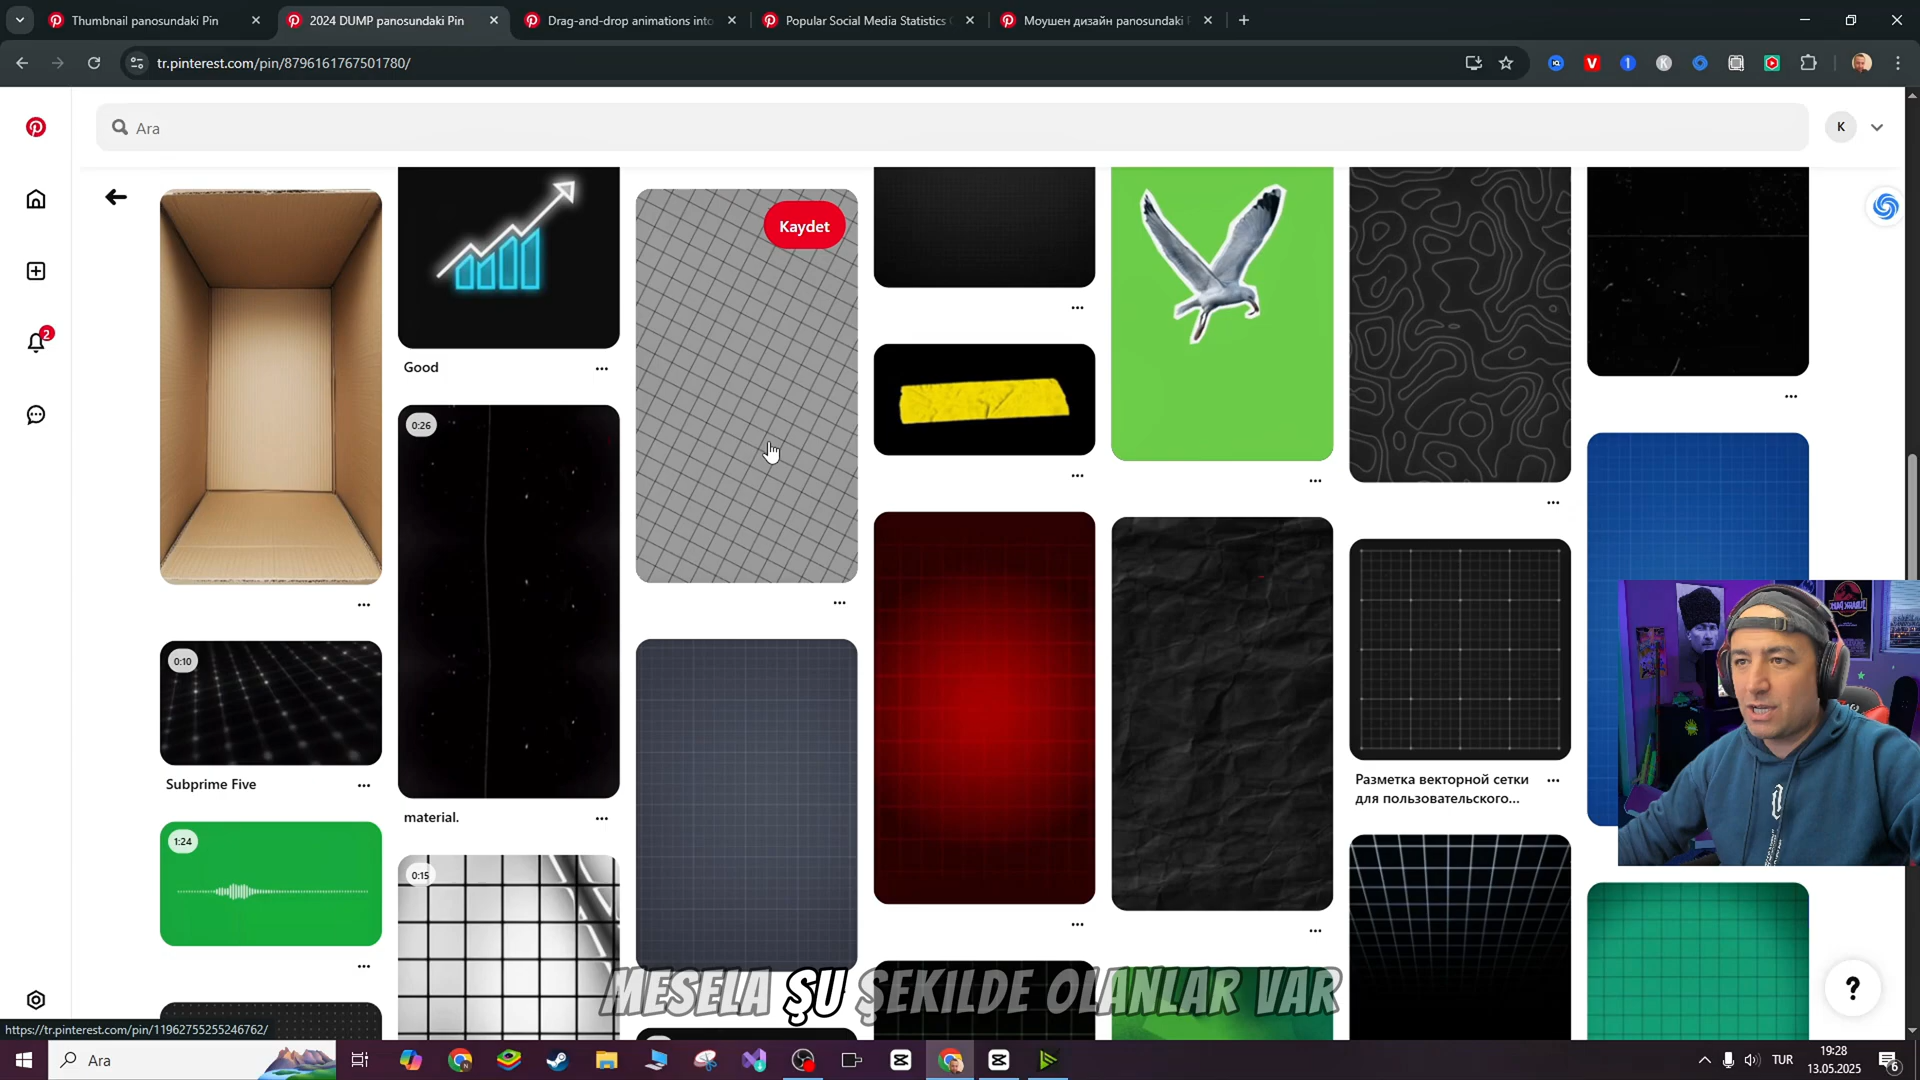 Thumbnail panosundaki Pin
2024 DUMP panosundaki Pin
Drag-and-drop animations into
Popular Social Media Statistics
Моушен дизайн panosundaki
tr.pinterest.com/pin/8796161767501780/
Ara
K
2
Kaydet
Good
0:26
0:10
Subprime Five
material.
1:24
0:15
Разметка векторной сетки
для пользовательского...
MESELA ŞU ŞEKILDE OLANLAR VAR
?
https://tr.pinterest.com/pin/11962755255246762/
Ara
TUR
19:28
13.05.2025
6